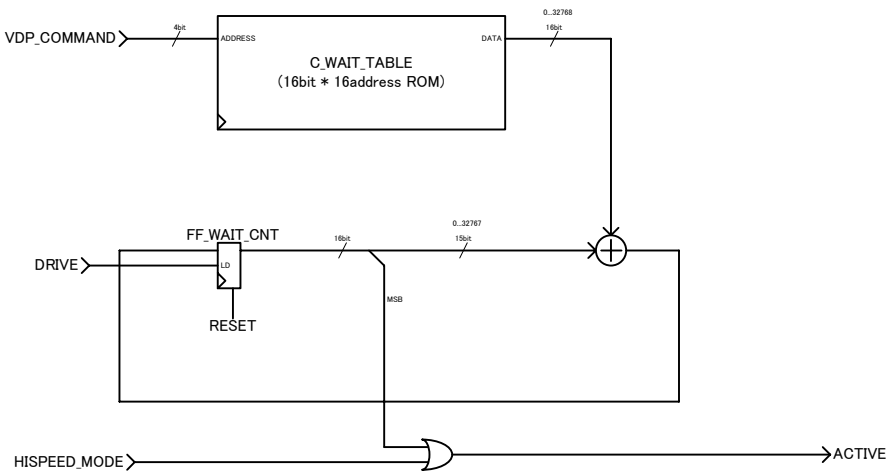 0...32768
VDP_COMMAND
4bit
16bit
ADDRESS
DATA
C_WAIT_TABLE
(16bit * 16address ROM)
FF_WAIT_CNT
0...32767
16bit
15bit
DRIVE
LD
MSB
RESET
HISPEED_MODE
ACTIVE